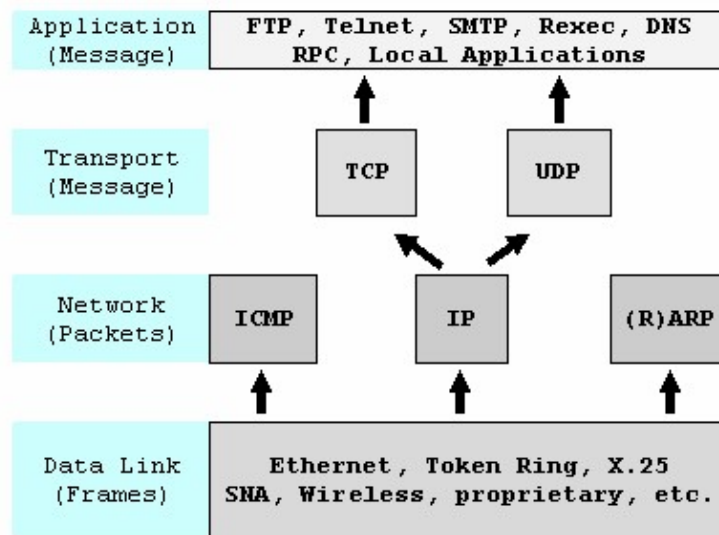 Application
(Message)
FTP, Telnet, SMTP, Rexec, DNS
RPC, Local Applications
Transport
(Message)
TCP
UDP
Network
(Packets)
ICMP
IP
(R)ARP
Data Link
(Frames)
Ethernet, Token Ring, X.25
SNA, Wireless, proprietary, etc.